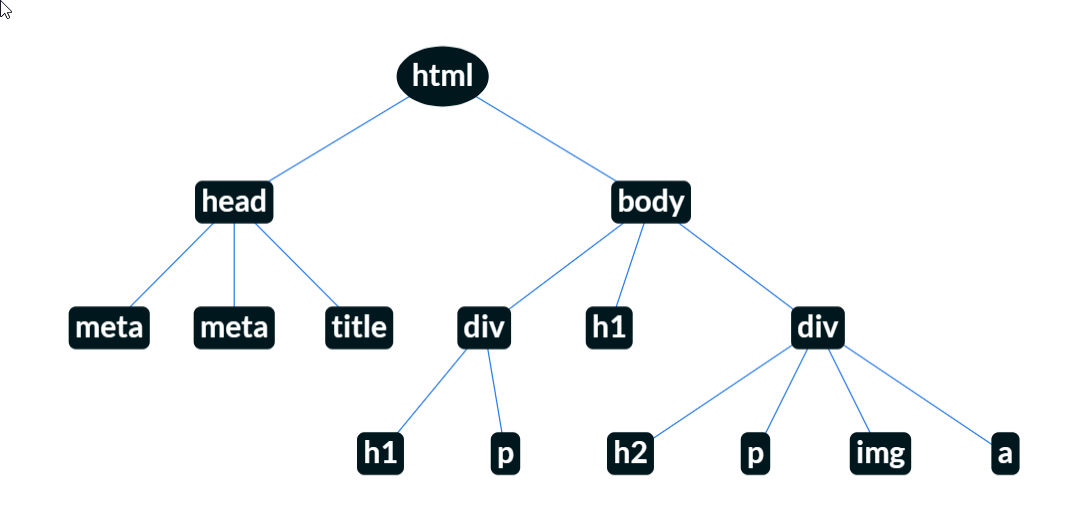 html
head
body
meta
meta
title
div
h1
div
h1
p
h2
p
img
a